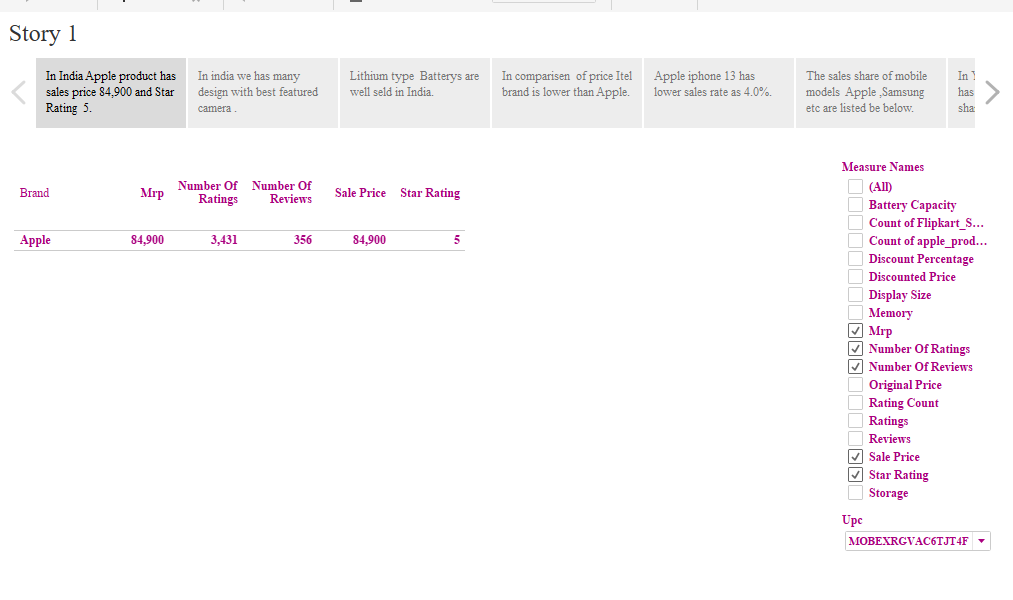 Story 1
In India Apple product has
sales price 84,900 and Star
Rating 5.
In india we has many
design with best featured
camera .
Lithium type Batterys are
well seld in India.
In comparisen of price Itel
brand is lower than Apple.
Apple iphone 13 has
lower sales rate as 4.0%.
The sales share of mobile
models Apple ,Samsung
etc are listed be below.
In
has
sha
Measure Names
(All)
Battery Capacity
Count of Flipkart_S...
Count of apple_prod...
Discount Percentage
Discounted Price
Display Size
Memory
Mrp
Number Of Ratings
Number Of Reviews
Original Price
Rating Count
Ratings
Reviews
Sale Price
Star Rating
Storage
Upc
MOBEXRGVAC6TJT4F
Brand Mrp Number Of Ratings Number Of Reviews Sale Price Star Rating
Apple 84,900 3,431 356 84,900 5